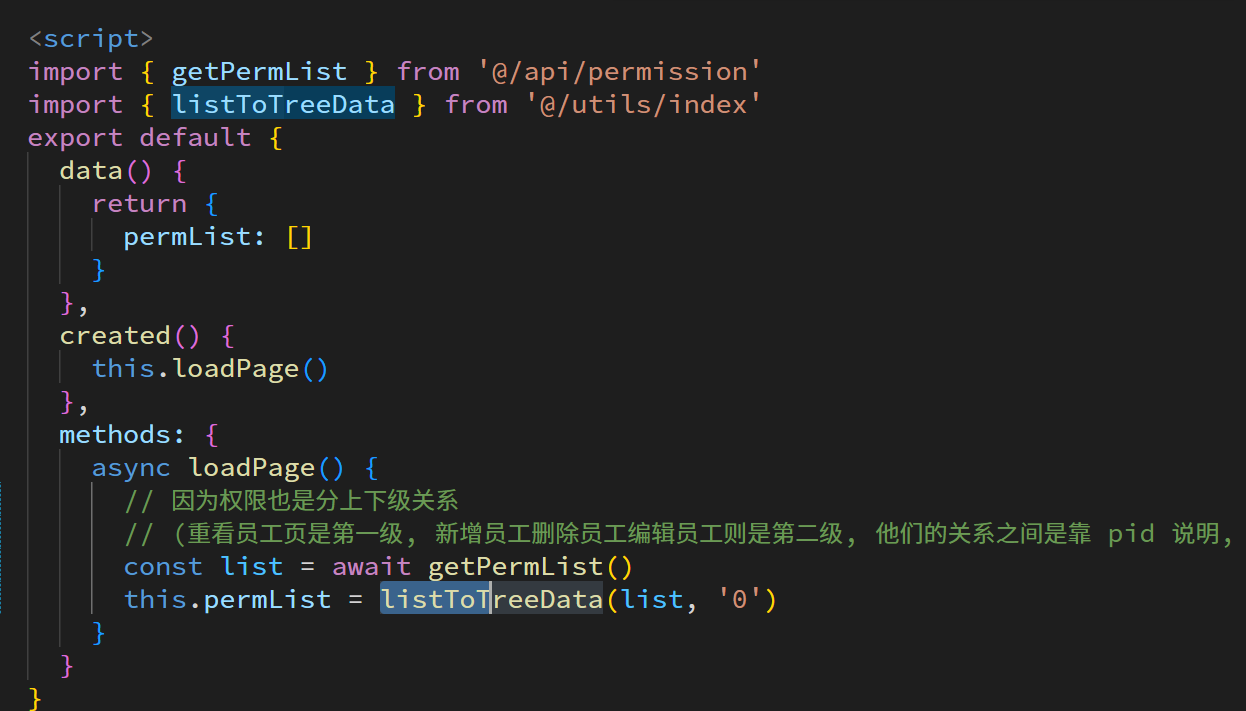 <script>
import { getPermList } from '@/api/permission'
import { listToTreeData } from '@/utils/index'
export default {
  data() {
    return {
      permList: []
    }
  },
  created() {
    this.loadPage()
  },
  methods: {
    async loadPage() {
      // 因为权限也是分上下级关系
      // (重看员工页是第一级, 新增员工删除员工编辑员工则是第二级, 他们的关系之间是靠 pid 说明,
      const list = await getPermList()
      this.permList = listToTreeData(list, '0')
    }
  }
}